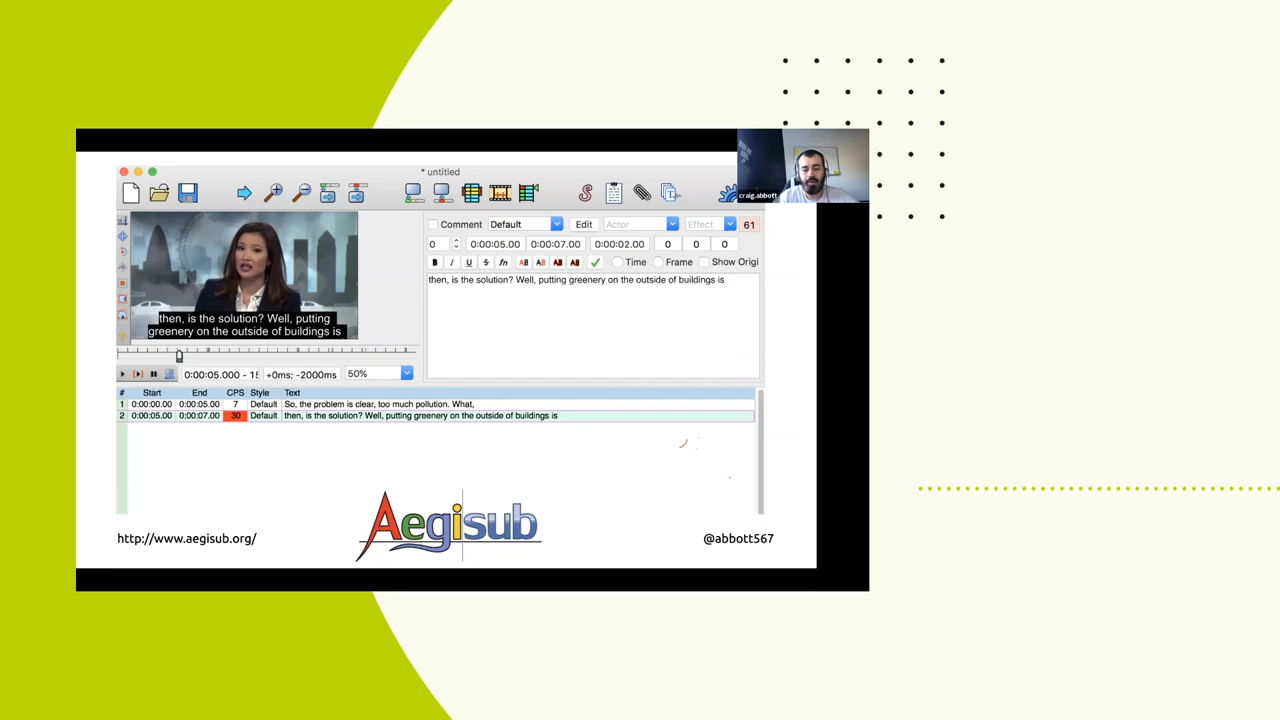 * untitled
craig.abbott
Comment Default Edit Actor Effect 61
0 0:00:05.00 0:00:07.00 0:00:02.00 0 0 0
B I U S fn AB AB AB AB Time Frame Show Origi
then, is the solution? Well, putting greenery on the outside of buildings is
then, is the solution? Well, putting
greenery on the outside of buildings is
0:00:05.000 - 15 +0ms; -2000ms 50%
# Start End CPS Style Text
1 0:00:00.00 0:00:05.00 7 Default So, the problem is clear, too much pollution. What,
2 0:00:05.00 0:00:07.00 30 Default then, is the solution? Well, putting greenery on the outside of buildings is
Aegisub
http://www.aegisub.org/
@abbott567